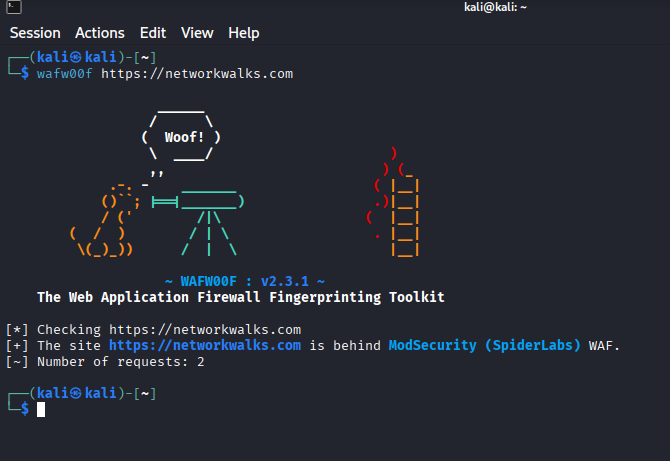 kali@kali: ~
Session Actions Edit View Help
┌──(kali㉿kali)-[~]
└─$ wafw00f https://networkwalks.com
Woof!
~ WAFW00F : v2.3.1 ~
The Web Application Firewall Fingerprinting Toolkit
[*] Checking https://networkwalks.com
[+] The site https://networkwalks.com is behind ModSecurity (SpiderLabs) WAF.
[~] Number of requests: 2
┌──(kali㉿kali)-[~]
└─$